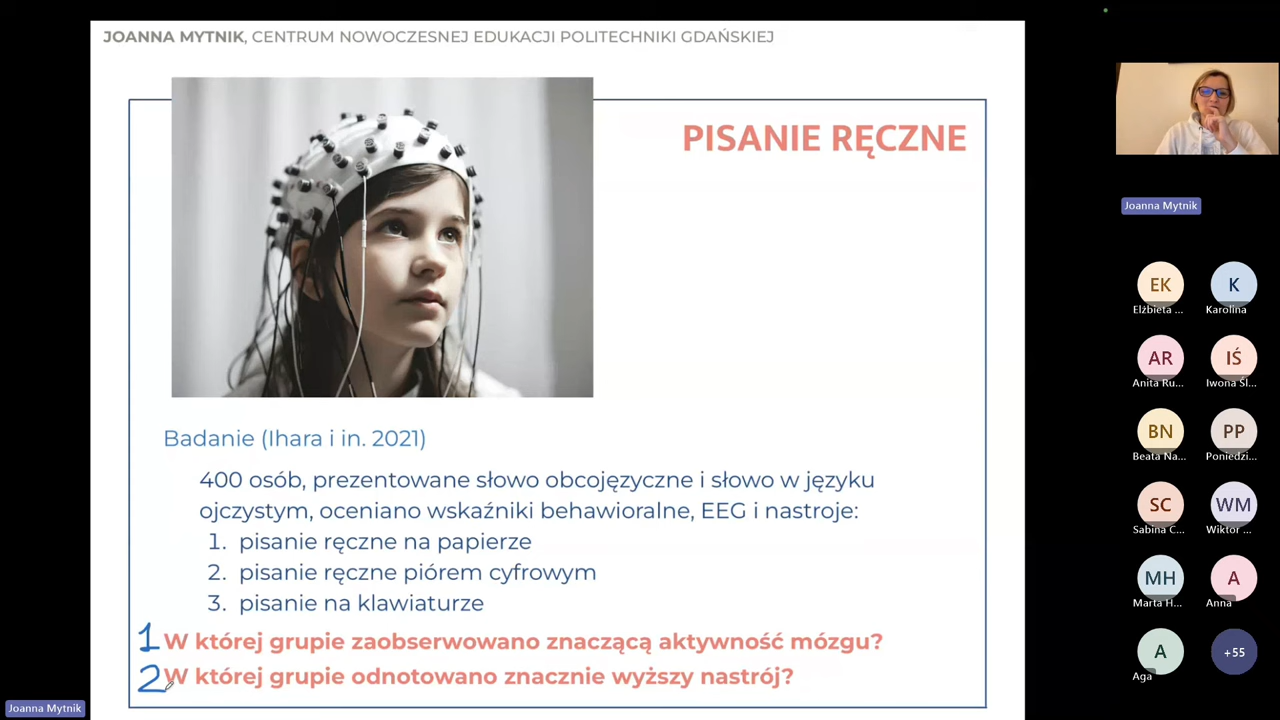 JOANNA MYTNIK, CENTRUM NOWOCZESNEJ EDUKACJI POLITECHNIKI GDAŃSKIEJ
PISANIE RĘCZNE
Badanie (Ihara i in. 2021)
400 osób, prezentowane słowo obcojęzyczne i słowo w języku
ojczystym, oceniano wskaźniki behawioralne, EEG i nastroje:
1. pisanie ręczne na papierze
2. pisanie ręczne piórem cyfrowym
3. pisanie na klawiaturze
1 W której grupie zaobserwowano znaczącą aktywność mózgu?
2 W której grupie odnotowano znacznie wyższy nastrój?
Joanna Mytnik
Joanna Mytnik
EK
Elżbieta ...
K
Karolina
AR
Anita Ru...
IŚ
Iwona Śl...
BN
Beata Na...
PP
Poniedzi...
SC
Sabina C...
WM
Wiktor ...
MH
Marta H...
A
Anna
A
Aga
+55